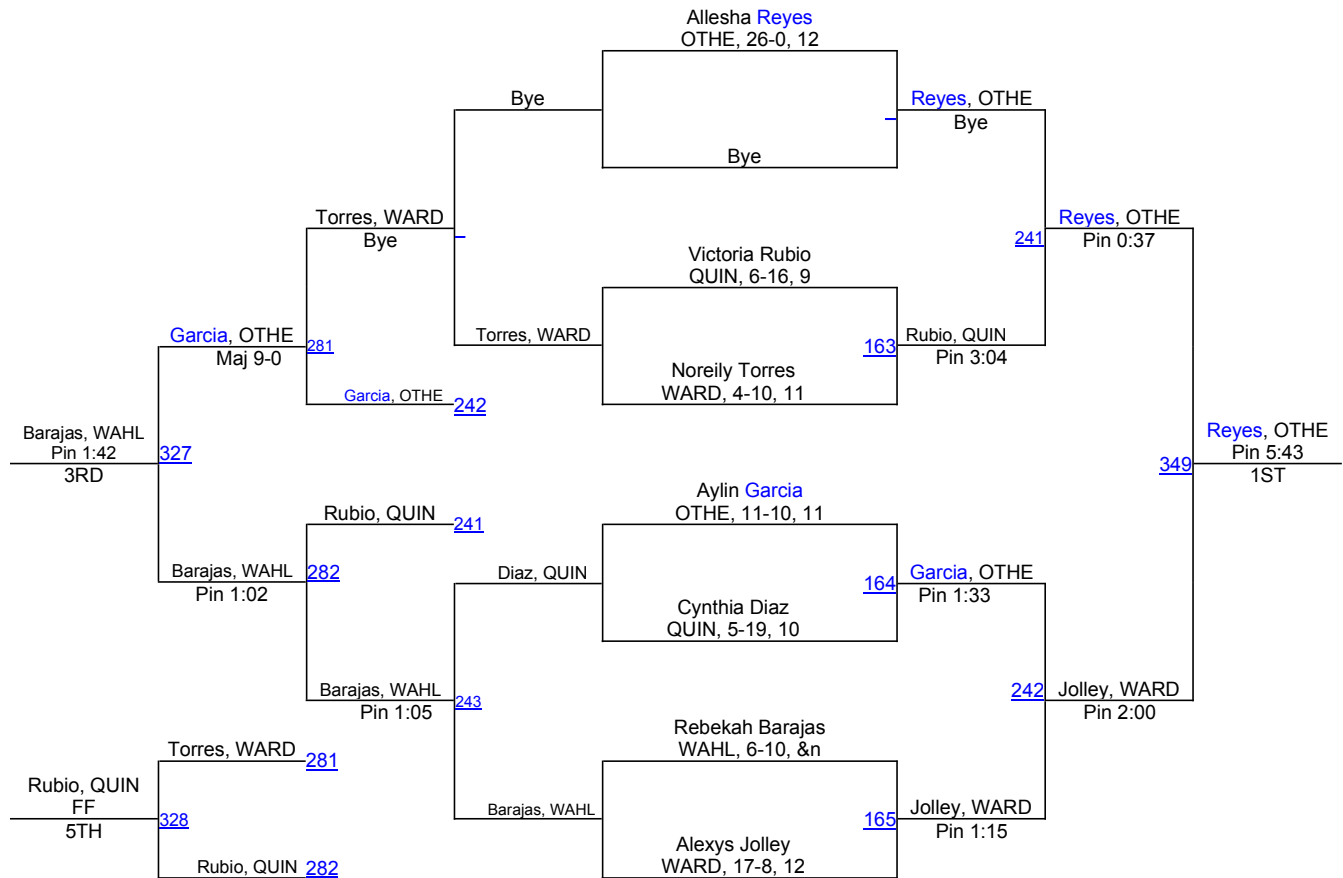 Allesha Reyes
OTHE, 26-0, 12
Bye
Reyes, OTHE
Bye
Bye
Torres, WARD
Bye
Reyes, OTHE
241
Pin 0:37
Victoria Rubio
QUIN, 6-16, 9
Garcia, OTHE
281
Maj 9-0
Torres, WARD
163
Rubio, QUIN
Pin 3:04
Noreily Torres
WARD, 4-10, 11
Garcia, OTHE 242
Barajas, WAHL
Pin 1:42
327
3RD
Reyes, OTHE
Pin 5:43
349
1ST
Aylin Garcia
OTHE, 11-10, 11
Rubio, QUIN 241
Barajas, WAHL 282
Pin 1:02
Diaz, QUIN
164
Garcia, OTHE
Pin 1:33
Cynthia Diaz
QUIN, 5-19, 10
Barajas, WAHL 243
Pin 1:05
242 Jolley, WARD
Pin 2:00
Rebekah Barajas
WAHL, 6-10, &n
Torres, WARD 281
Rubio, QUIN
FF
328
5TH
Barajas, WAHL
165
Jolley, WARD
Pin 1:15
Alexys Jolley
WARD, 17-8, 12
Rubio, QUIN 282